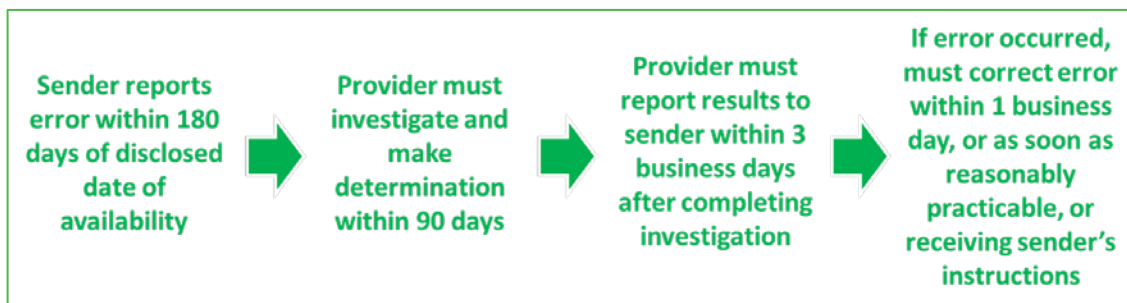 Sender reports
error within 180
days of disclosed
date of
availability
Provider must
investigate and
make
determination
within 90 days
Provider must
report results to
sender within 3
business days
after completing
investigation
If error occurred,
must correct error
within 1 business
day, or as soon as
reasonably
practicable, or
receiving sender's
instructions